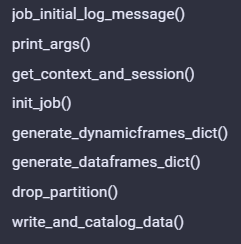 job_initial_log_message()
print_args()
get_context_and_session()
init_job()
generate_dynamicframes_dict()
generate_dataframes_dict()
drop_partition()
write_and_catalog_data()